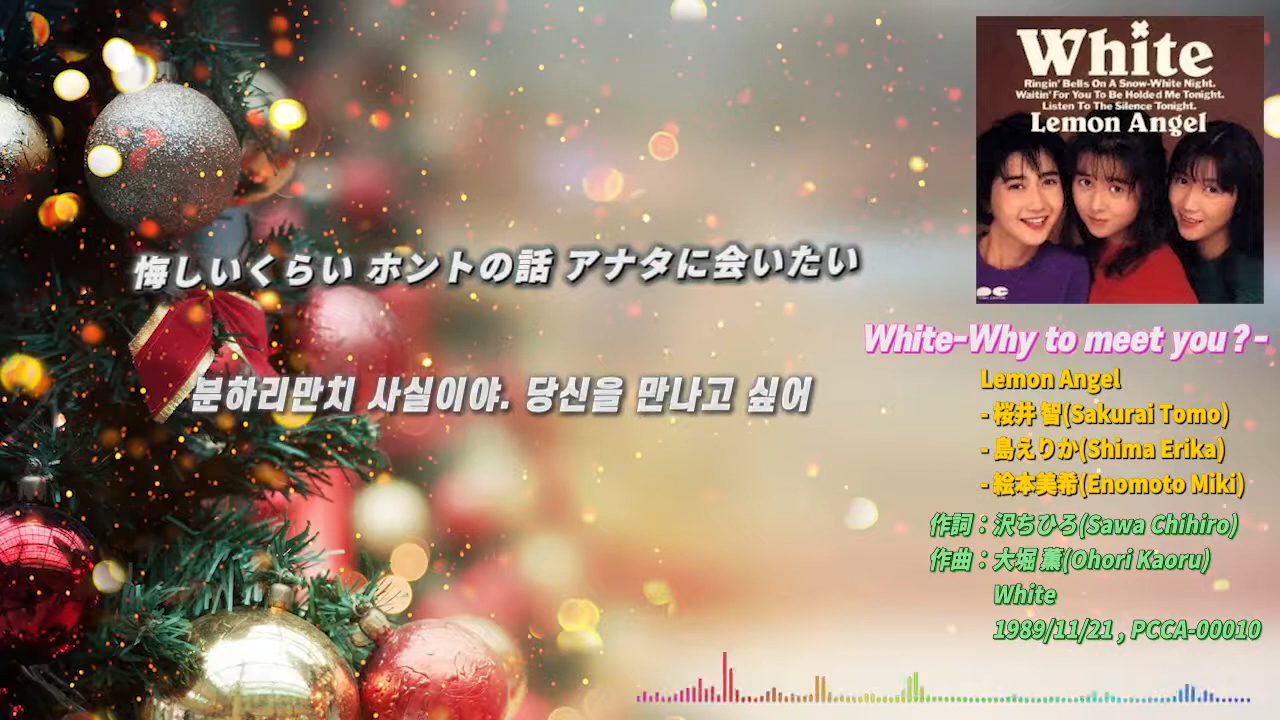 White
Ringin' Bells On A Snow-White Night.
Waitin' For You To Be Holded Me Tonight.
Listen To The Silence Tonight.
Lemon Angel
悔しいくらい ホントの話 アナタに会いたい
분하리만치 사실이야. 당신을 만나고 싶어
White-Why to meet you?-
Lemon Angel
- 桜井 智(Sakurai Tomo)
- 島えりか(Shima Erika)
- 絵本美希(Enomoto Miki)
作詞：沢ちひろ(Sawa Chihiro)
作曲：大堀 薫(Ohori Kaoru)
White
1989/11/21 , PCCA-00010